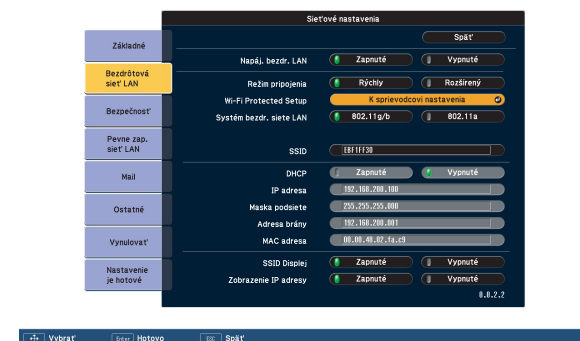 Sieťové nastavenia
Späť
Základné
Napáj. bezdr. LAN Zapnuté Vypnuté
Bezdrôtová
sieť LAN
Režim pripojenia Rýchly Rozšírený
Wi-Fi Protected Setup K sprievodcovi nastavenia
Bezpečnosť
Systém bezdr. siete LAN 802.11g/b 802.11a
Pevne zap.
sieť LAN
SSID EBF1FF30
Mail
DHCP Zapnuté Vypnuté
IP adresa 192.168.200.100
Ostatné
Maska podsiete 255.255.255.000
Adresa brány 192.168.200.001
Vynulovať
MAC adresa 00.00.48.02.fa.c9
Nastavenie
je hotové
SSID Displej Zapnuté Vypnuté
Zobrazenie IP adresy Zapnuté Vypnuté
0.0.2.2
Vybrať Enter Hotovo ESC Späť